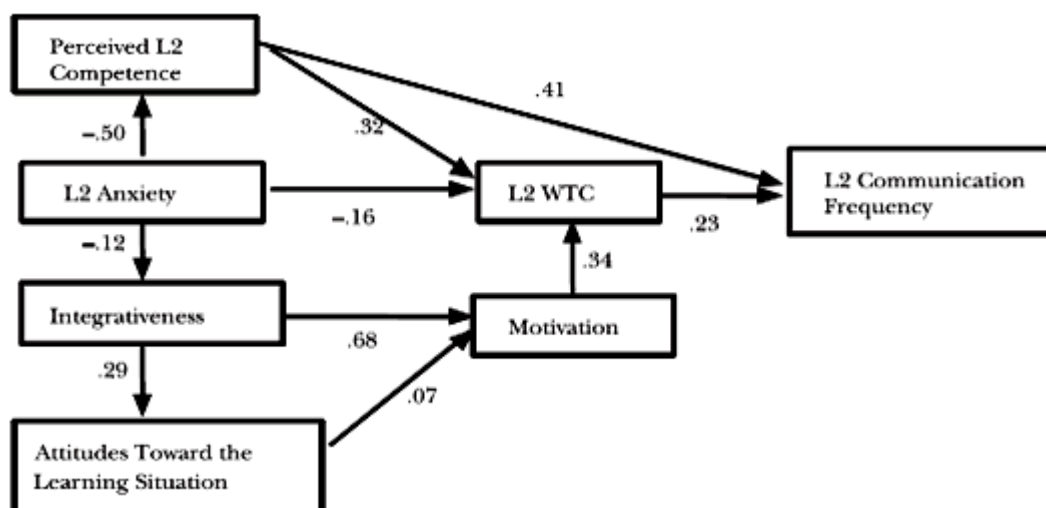 Perceived L2
Competence
.41
.32
–.50
L2 Anxiety
L2 WTC
L2 Communication
Frequency
–.16
.23
–.12
.34
Integrativeness
Motivation
.68
.29
.07
Attitudes Toward the
Learning Situation